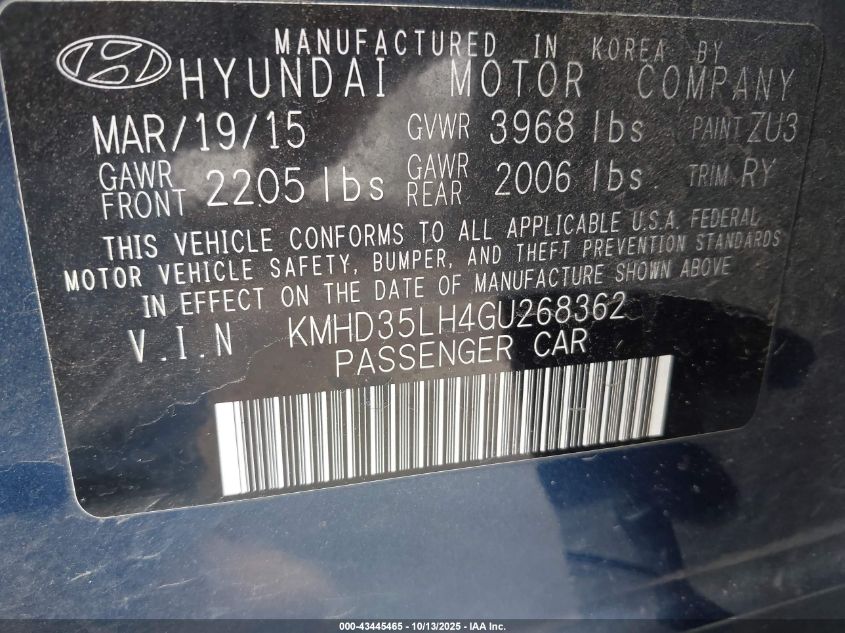 MANUFACTURED IN KOREA BY
HYUNDAI MOTOR COMPANY
MAR/19/15 GVWR 3968 lbs PAINT ZU3
GAWR FRONT 2205 lbs GAWR REAR 2006 lbs TRIM RY
THIS VEHICLE CONFORMS TO ALL APPLICABLE U.S.A. FEDERAL
MOTOR VEHICLE SAFETY, BUMPER, AND THEFT PREVENTION STANDARDS
IN EFFECT ON THE DATE OF MANUFACTURE SHOWN ABOVE
V.I.N KMHD35LH4GU268362
PASSENGER CAR
000-43445465 - 10/13/2025 - IAA Inc.